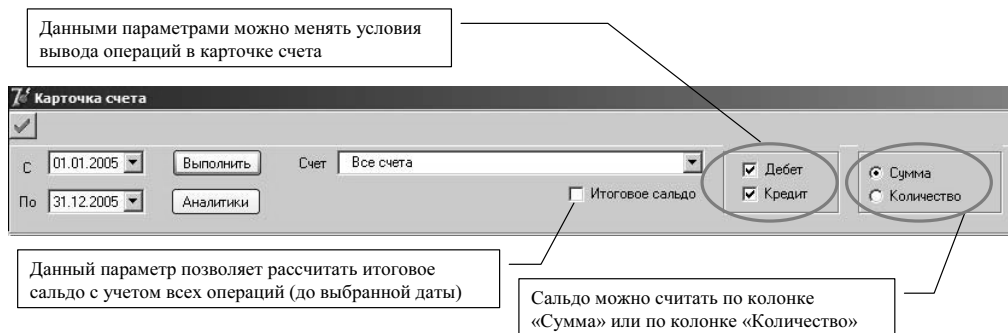 Данными параметрами можно менять условия
вывода операций в карточке счета
Карточка счета
С 01.01.2005 Выполнить Счет Все счета Дебет Сумма
По 31.12.2005 Аналитики Итоговое сальдо Кредит Количество
Данный параметр позволяет рассчитать итоговое
сальдо с учетом всех операций (до выбранной даты)
Сальдо можно считать по колонке
«Сумма» или по колонке «Количество»